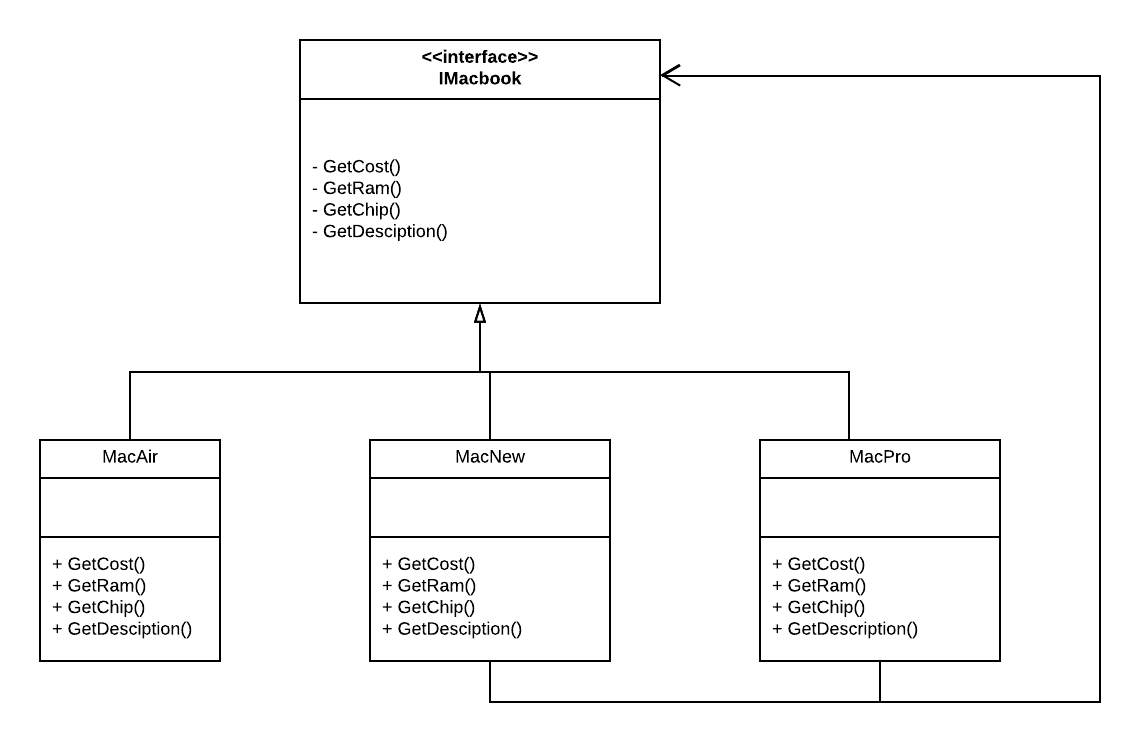 <<interface>>
IMacbook
- GetCost()
- GetRam()
- GetChip()
- GetDesciption()
MacAir
+ GetCost()
+ GetRam()
+ GetChip()
+ GetDesciption()
MacNew
+ GetCost()
+ GetRam()
+ GetChip()
+ GetDesciption()
MacPro
+ GetCost()
+ GetRam()
+ GetChip()
+ GetDescription()